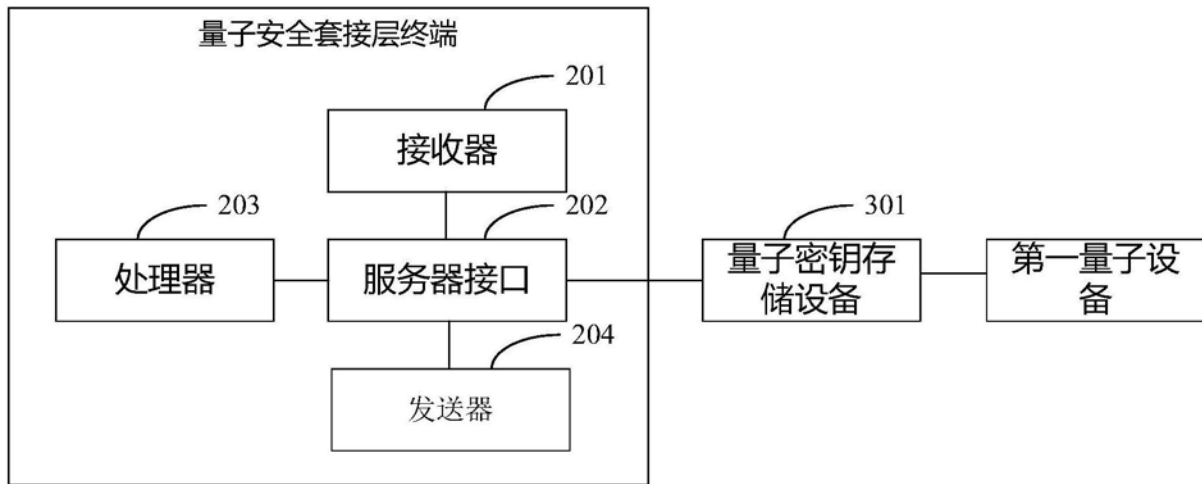 量子安全套接层终端
201
接收器
203
202
301
处理器
服务器接口
量子密钥存
储设备
第一量子设
备
204
发送器